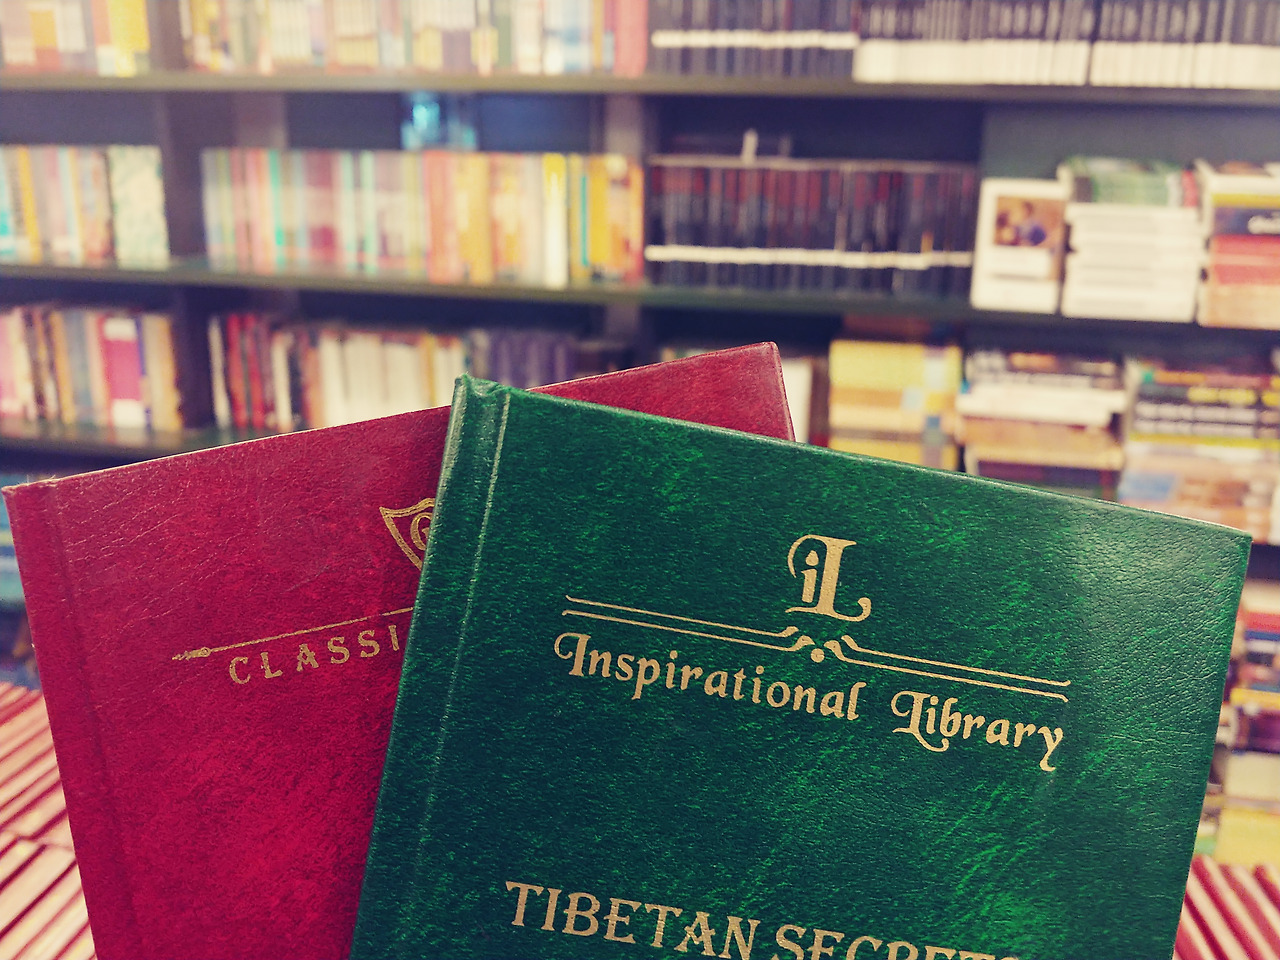 CLASSI
iL
Inspirational Library
TIBETAN SECRETS